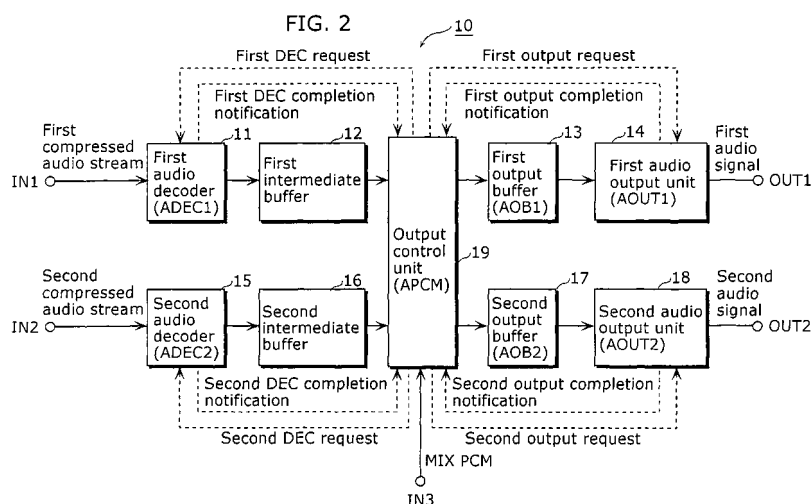 FIG. 2
10
First DEC request
First output request
First DEC completion
notification
First output completion
notification
First
compressed
audio stream
11
12
13
14
First
audio
signal
IN1
First
audio
decoder
(ADEC1)
First
intermediate
buffer
First
output
buffer
(AOB1)
First audio
output unit
(AOUT1)
OUT1
Output
control
unit
(APCM)
19
Second
compressed
audio stream
15
16
17
18
Second
audio
signal
IN2
Second
audio
decoder
(ADEC2)
Second
intermediate
buffer
Second
output
buffer
(AOB2)
Second audio
output unit
(AOUT2)
OUT2
Second DEC completion
notification
Second output completion
notification
Second DEC request
Second output request
MIX PCM
IN3